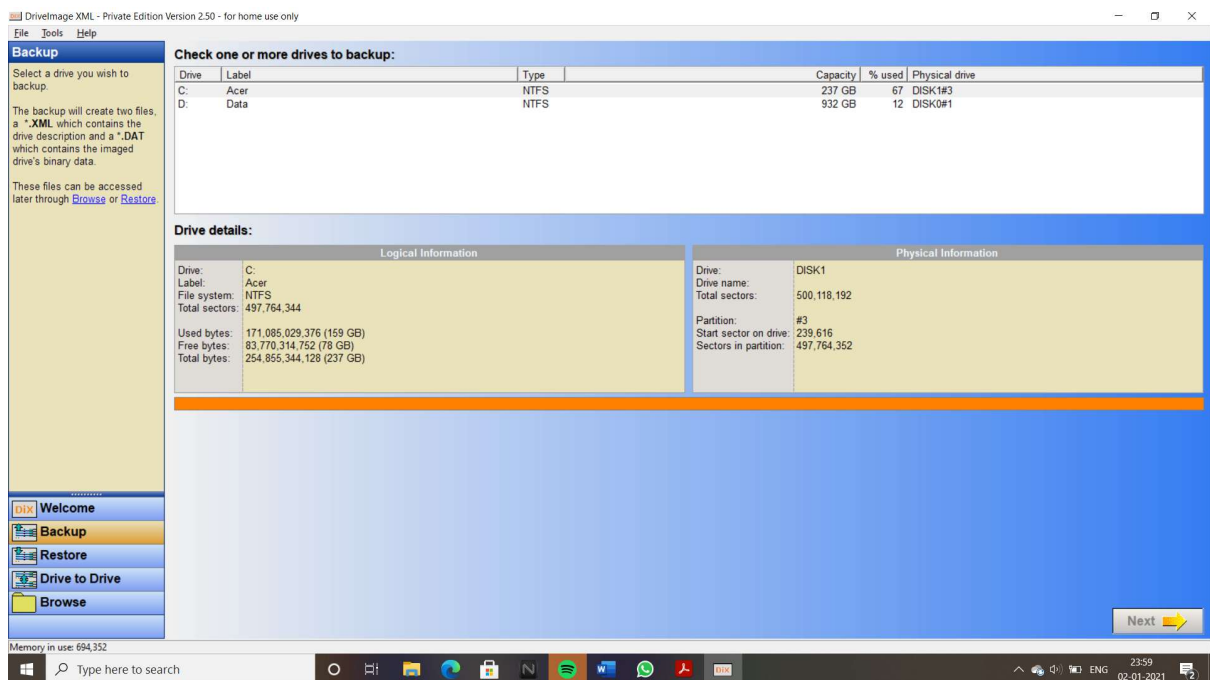 DriveImage XML - Private Edition Version 2.50 - for home use only
File Tools Help
Backup
Select a drive you wish to
backup.
The backup will create two files,
a *.XML which contains the
drive description and a *.DAT
which contains the imaged
drive's binary data.
These files can be accessed
later through Browse or Restore.
Check one or more drives to backup:
Drive Label Type Capacity % used Physical drive
C: Acer NTFS 237 GB 67 DISK1#3
D: Data NTFS 932 GB 12 DISK0#1
Drive details:
Logical Information
Drive: C:
Label: Acer
File system: NTFS
Total sectors: 497,764,344
Used bytes: 171,085,029,376 (159 GB)
Free bytes: 83,770,314,752 (78 GB)
Total bytes: 254,855,344,128 (237 GB)
Physical Information
Drive: DISK1
Drive name:
Total sectors: 500,118,192
Partition: #3
Start sector on drive: 239,616
Sectors in partition: 497,764,352
DiX Welcome
Backup
Restore
Drive to Drive
Browse
Next
Memory in use: 694,352
Type here to search
N
W
DiX
ENG
23:59
02-01-2021
2